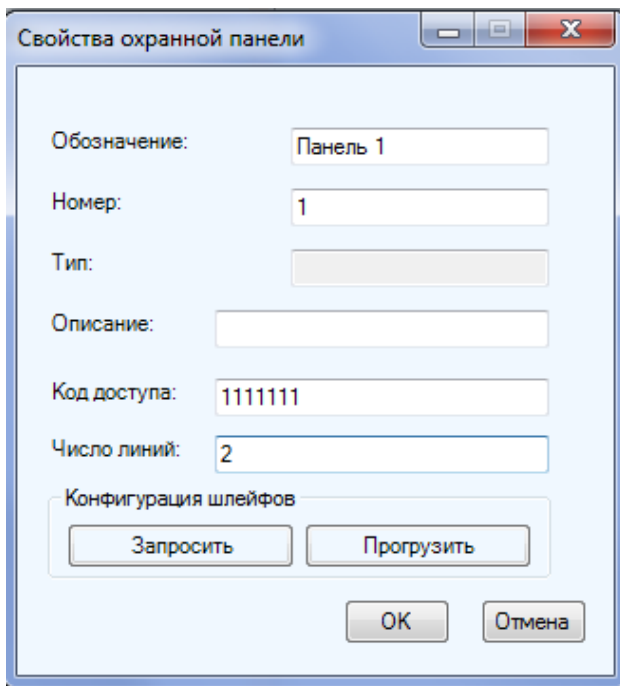 Свойства охранной панели
Обозначение: Панель 1
Номер: 1
Тип:
Описание:
Код доступа: 1111111
Число линий: 2
Конфигурация шлейфов
Запросить Прогрузить
OK Отмена